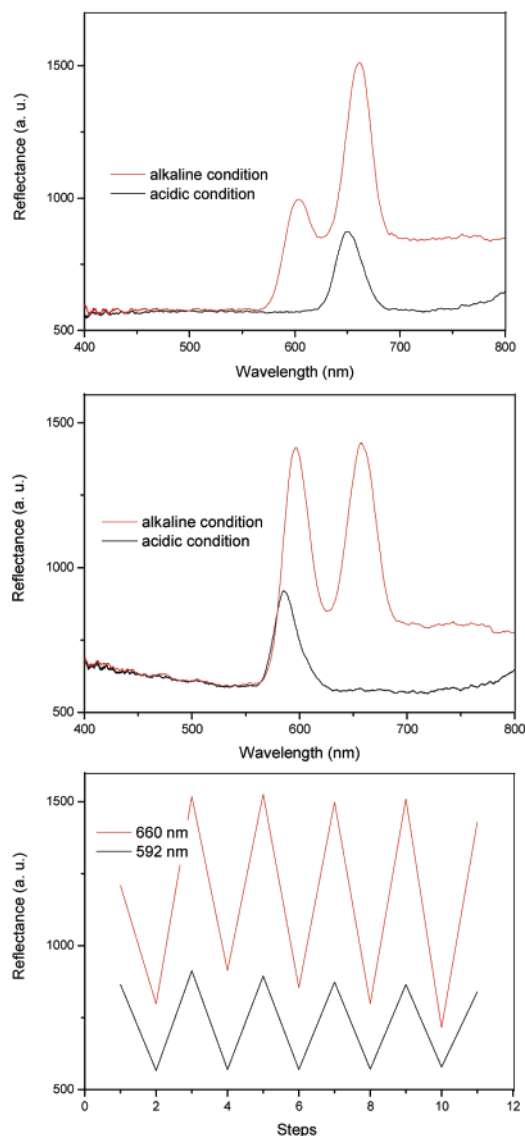 1500
1000
500
Reflectance (a. u.)
alkaline condition
acidic condition
400 500 600 700 800
Wavelength (nm)
1500
1000
500
Reflectance (a. u.)
alkaline condition
acidic condition
400 500 600 700 800
Wavelength (nm)
1500
1000
500
Reflectance (a. u.)
660 nm
592 nm
0 2 4 6 8 10 12
Steps